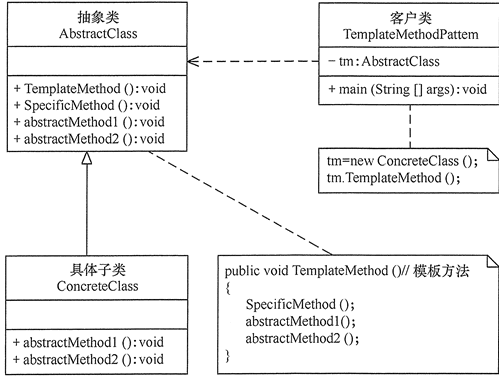 抽象类
AbstractClass
+ TemplateMethod ():void
+ SpecificMethod ():void
+ abstractMethod1 ():void
+ abstractMethod2 ():void
客户类
TemplateMethodPattem
- tm:AbstractClass
+ main (String [] args):void
tm=new ConcreteClass ();
tm.TemplateMethod ();
具体子类
ConcreteClass
+ abstractMethod1 ():void
+ abstractMethod2 ():void
public void TemplateMethod ()// 模板方法
{
SpecificMethod ();
abstractMethod1();
abstractMethod2 ();
}